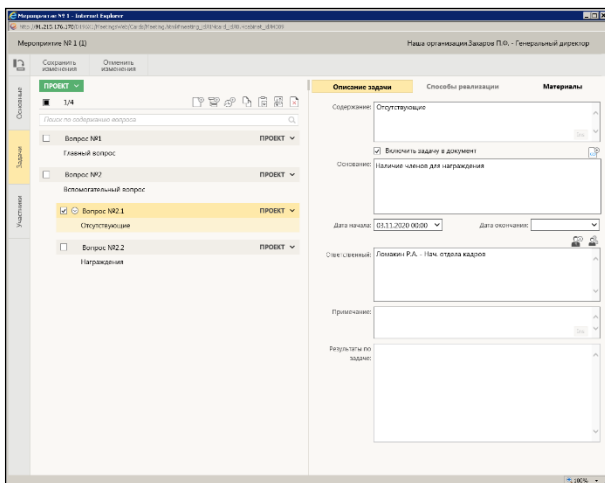 Мероприятие № 1 - Internet Explorer
Мероприятие № 1 (1)
Наша организация Захаров П.Ф. - Генеральный директор
Сохранить изменения
Отменить изменения
Основные
Задачи
Участники
ПРОЕКТ
1/4
Поиск по содержанию вопроса
Вопрос №1 ПРОЕКТ
Главный вопрос
Вопрос №2 ПРОЕКТ
Вспомогательный вопрос
Вопрос №2.1 ПРОЕКТ
Отсутствующие
Вопрос №2.2 ПРОЕКТ
Награждения
Описание задачи Способы реализации Материалы
Содержание: Отсутствующие
Включить задачу в документ
Основание: Наличие членов для награждения
Дата начала: 03.11.2020 00:00 Дата окончания:
Ответственный: Ломакин Р.А. - Нач. отдела кадров
Примечание:
Результаты по задаче:
100%